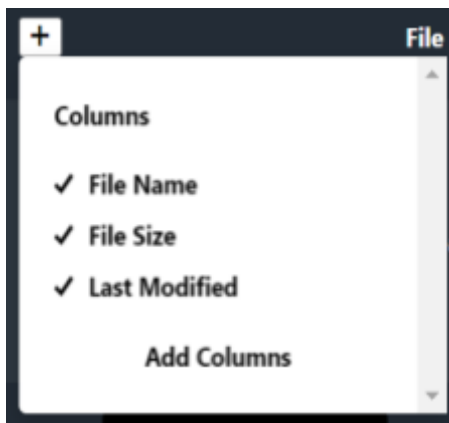 + File
Columns
✓ File Name
✓ File Size
✓ Last Modified
Add Columns